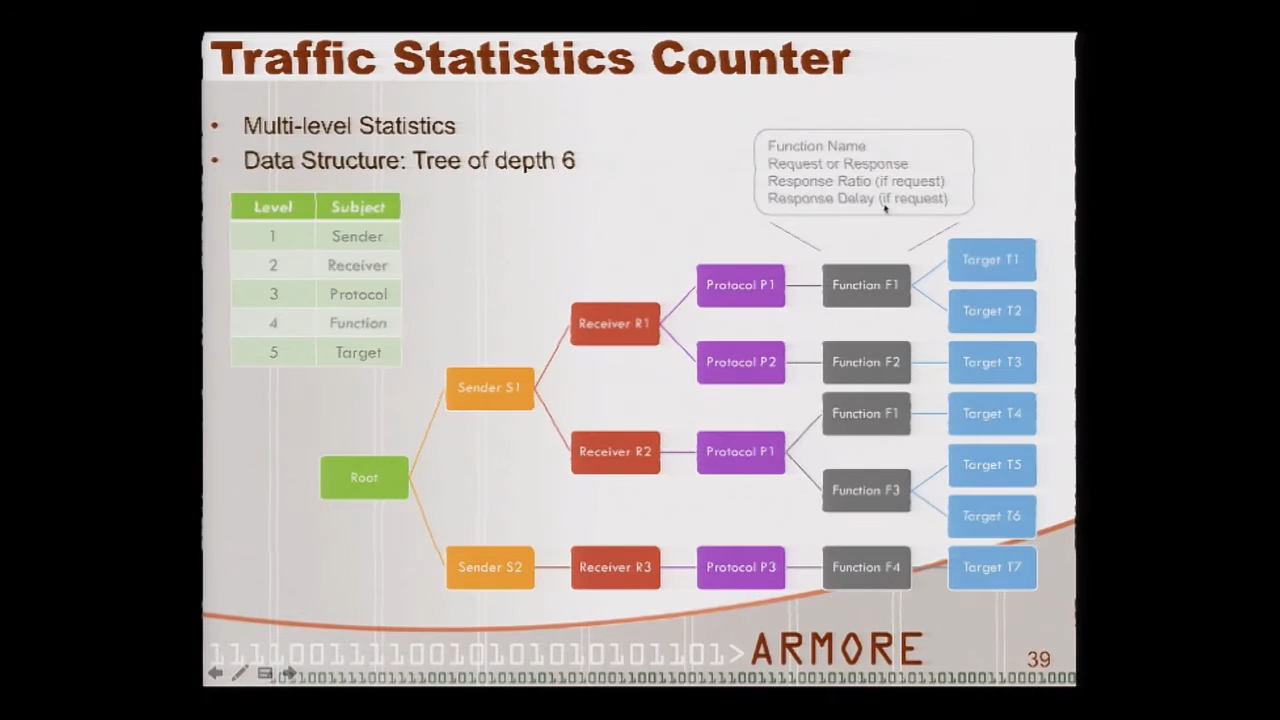 Traffic Statistics Counter
• Multi-level Statistics
• Data Structure: Tree of depth 6
Level Subject
1 Sender
2 Receiver
3 Protocol
4 Function
5 Target
Function Name
Request or Response
Response Ratio (if request)
Response Delay (if request)
Root
Sender S1
Sender S2
Receiver R1
Receiver R2
Receiver R3
Protocol P1
Protocol P2
Protocol P1
Protocol P3
Function F1
Function F2
Function F1
Function F3
Function F4
Target T1
Target T2
Target T3
Target T4
Target T5
Target T6
Target T7
ARMORE
39